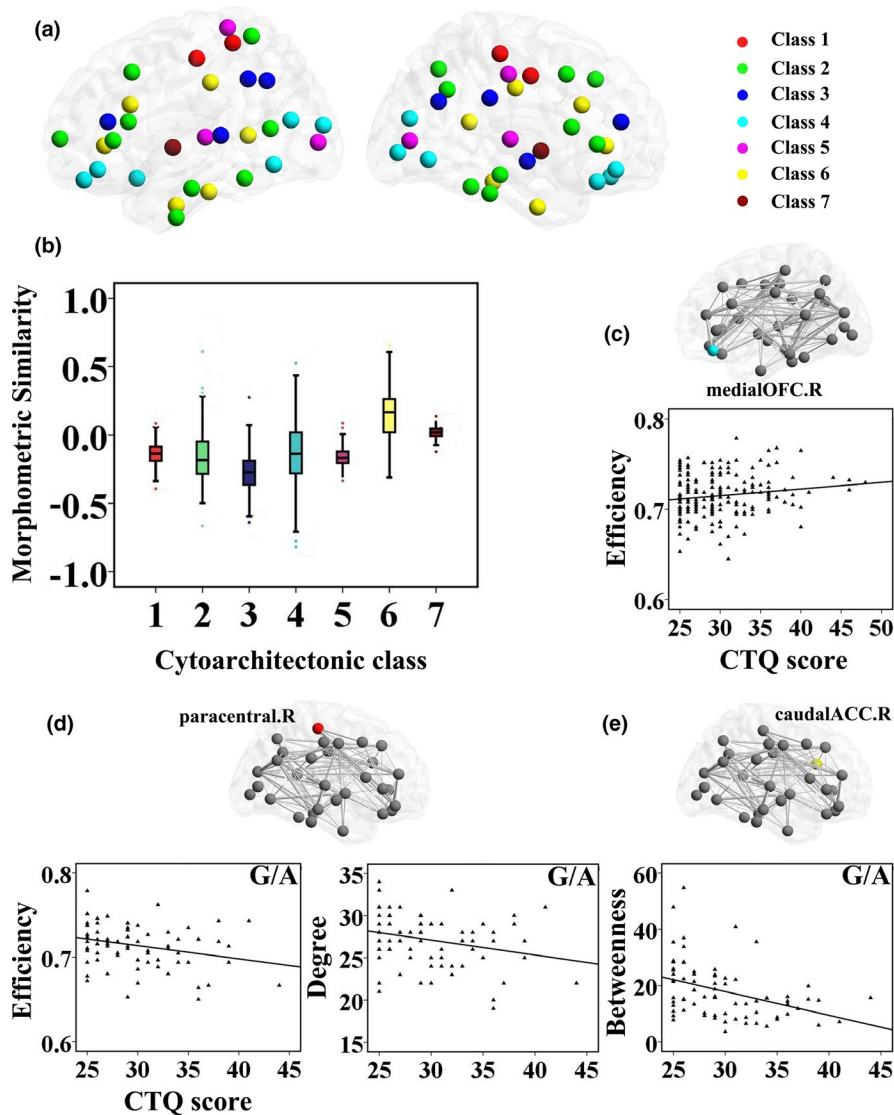 (a)
Class 1
Class 2
Class 3
Class 4
Class 5
Class 6
Class 7
(b)
1.0
0.5
0.0
-0.5
-1.0
Morphometric Similarity
1 2 3 4 5 6 7
Cytoarchitectonic class
(c)
medialOFC.R
0.8
0.7
0.6
Efficiency
25 30 35 40 45 50
CTQ score
(d)
paracentral.R
G/A
0.8
0.7
0.6
Efficiency
25 30 35 40 45
CTQ score
G/A
35
30
25
20
15
Degree
25 30 35 40 45
(e)
caudalACC.R
G/A
60
40
20
0
Betweenness
25 30 35 40 45